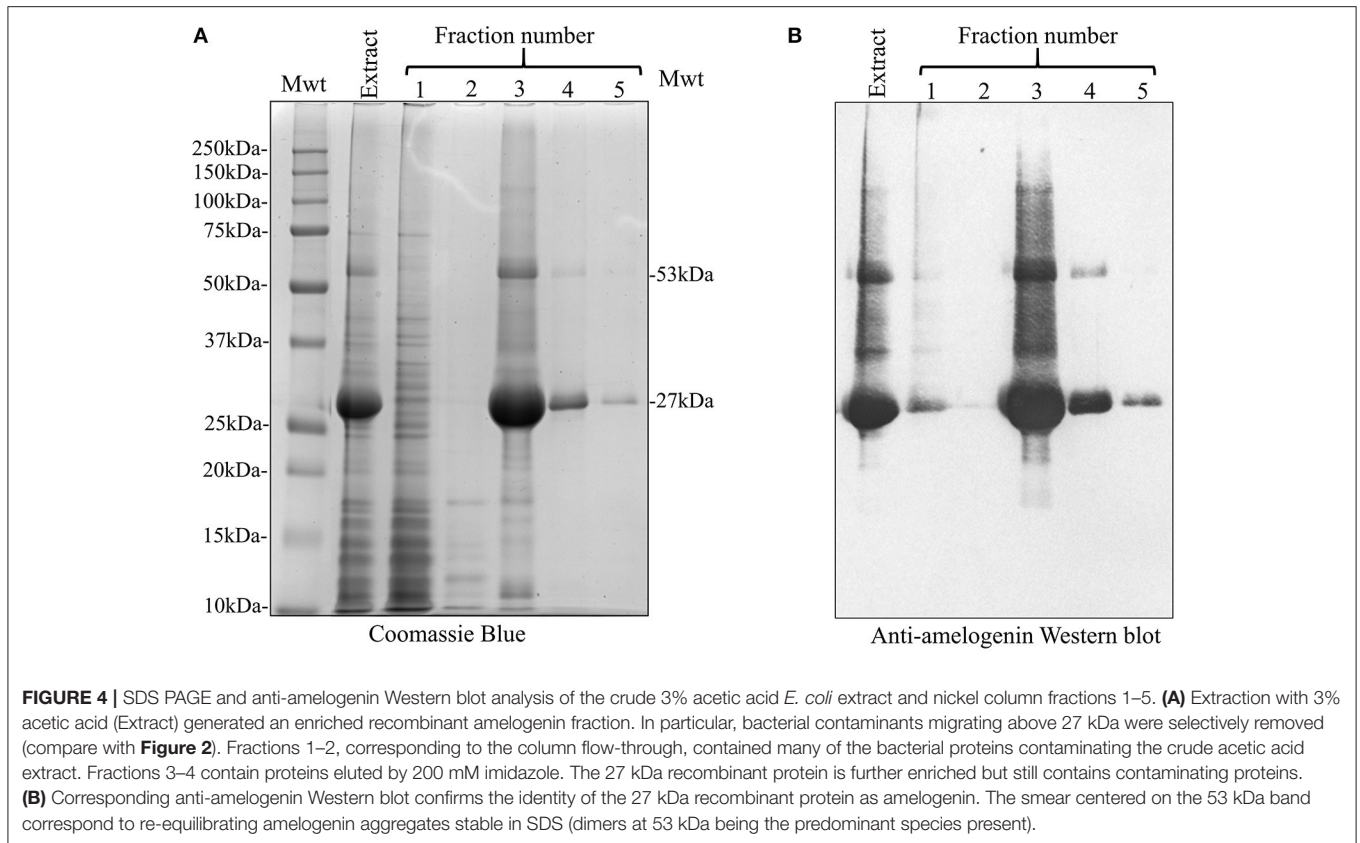 A
Extract
Fraction number
Mwt
1 2 3 4 5
Mwt
250kDa-
150kDa-
100kDa-
75kDa-
50kDa-
37kDa-
25kDa-
20kDa-
15kDa-
10kDa-
-53kDa
-27kDa
Coomassie Blue
B
Extract
Fraction number
1 2 3 4 5
Anti-amelogenin Western blot
FIGURE 4 | SDS PAGE and anti-amelogenin Western blot analysis of the crude 3% acetic acid E. coli extract and nickel column fractions 1–5. (A) Extraction with 3%
acetic acid (Extract) generated an enriched recombinant amelogenin fraction. In particular, bacterial contaminants migrating above 27 kDa were selectively removed
(compare with Figure 2). Fractions 1–2, corresponding to the column flow-through, contained many of the bacterial proteins contaminating the crude acetic acid
extract. Fractions 3–4 contain proteins eluted by 200 mM imidazole. The 27 kDa recombinant protein is further enriched but still contains contaminating proteins.
(B) Corresponding anti-amelogenin Western blot confirms the identity of the 27 kDa recombinant protein as amelogenin. The smear centered on the 53 kDa band
correspond to re-equilibrating amelogenin aggregates stable in SDS (dimers at 53 kDa being the predominant species present).